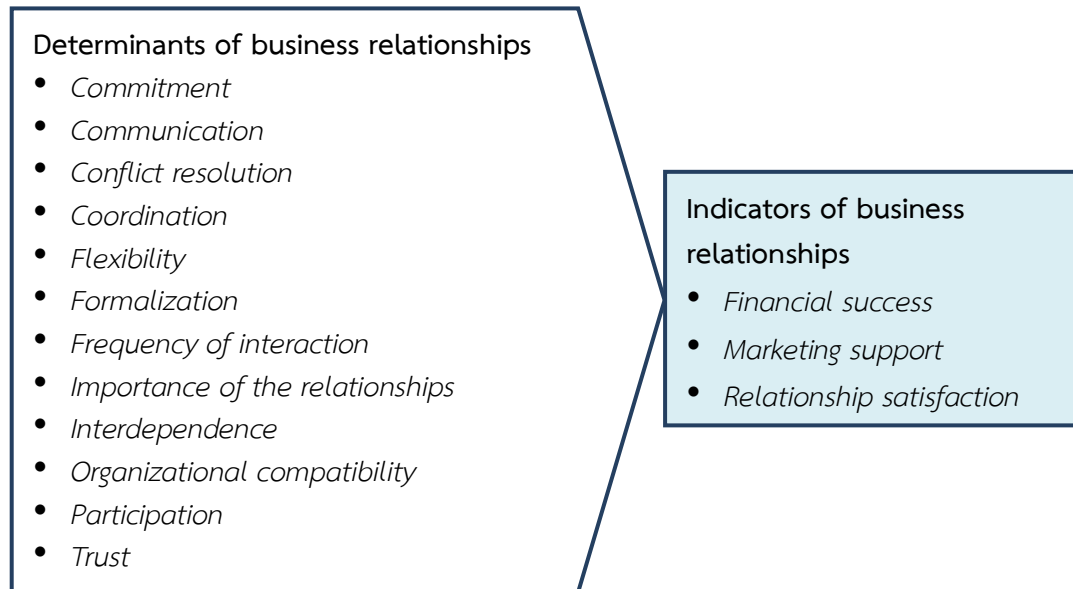 Determinants of business relationships
• Commitment
• Communication
• Conflict resolution
• Coordination
• Flexibility
• Formalization
• Frequency of interaction
• Importance of the relationships
• Interdependence
• Organizational compatibility
• Participation
• Trust
Indicators of business
relationships
• Financial success
• Marketing support
• Relationship satisfaction